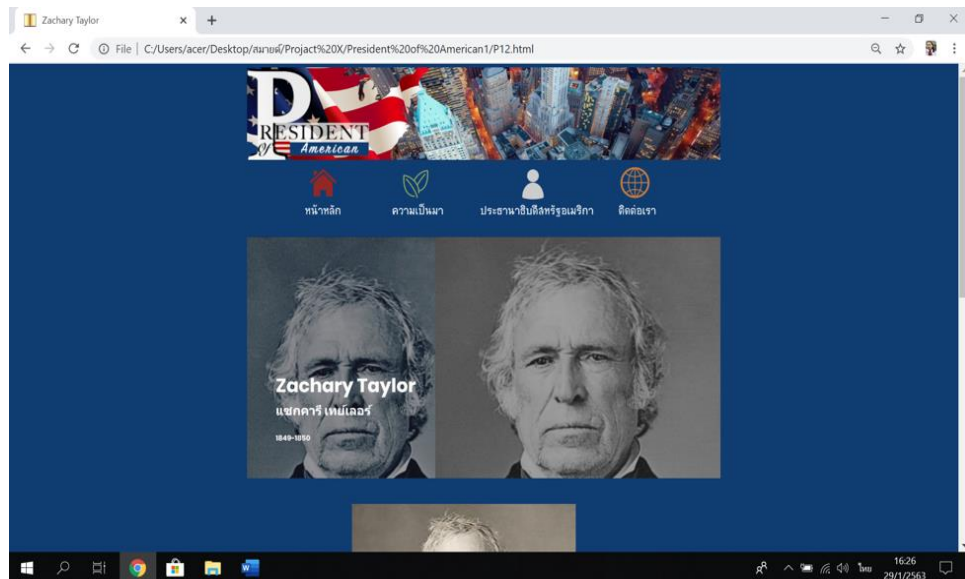 Zachary Taylor
File | C:/Users/acer/Desktop/สมายด์/Projact%20X/President%20of%20American1/P12.html
PRESIDENT
of American
หน้าหลัก ความเป็นมา ประธานาธิบดีสหรัฐอเมริกา ติดต่อเรา
Zachary Taylor
แซกคารี เทย์เลอร์
1849-1850
W
ไทย
16:26
29/1/2563